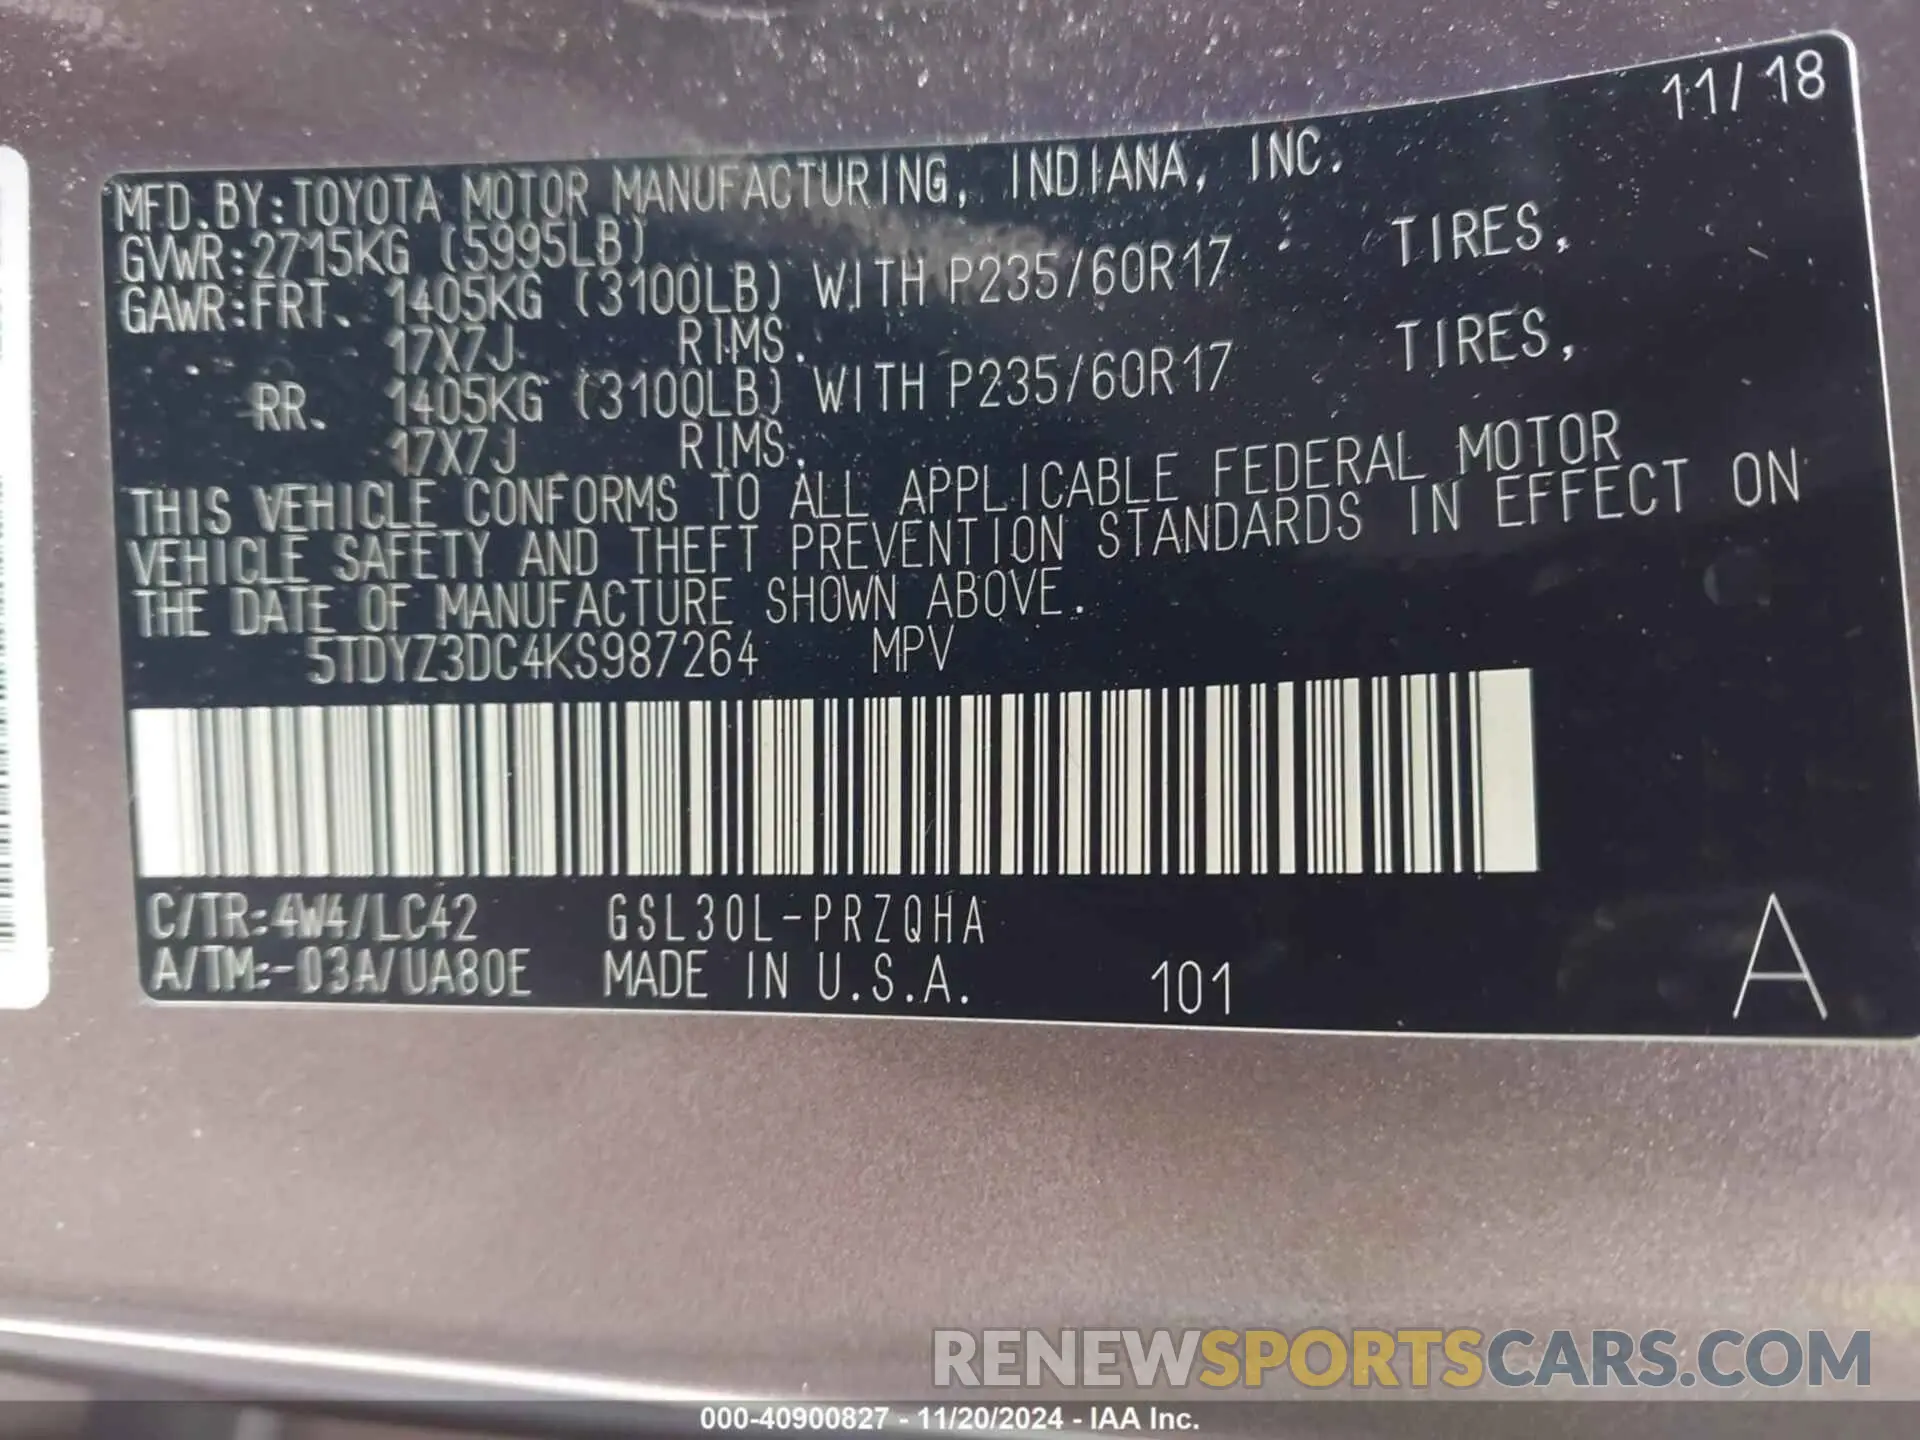 11/18
MFD.BY:TOYOTA MOTOR MANUFACTURING, INDIANA, INC.
GVWR:2715KG (5995LB)
GAWR:FRT. 1405KG (3100LB) WITH P235/60R17 TIRES,
17X7J RIMS.
RR. 1405KG (3100LB) WITH P235/60R17 TIRES,
17X7J RIMS.
THIS VEHICLE CONFORMS TO ALL APPLICABLE FEDERAL MOTOR
VEHICLE SAFETY AND THEFT PREVENTION STANDARDS IN EFFECT ON
THE DATE OF MANUFACTURE SHOWN ABOVE.
5TDYZ3DC4KS987264 MPV
C/TR:4W4/LC42 GSL30L-PRZQHA
A/TM:-03A/UA80E MADE IN U.S.A. 101 A
RENEWSPORTSCARS.COM
000-40900827 - 11/20/2024 - IAA Inc.